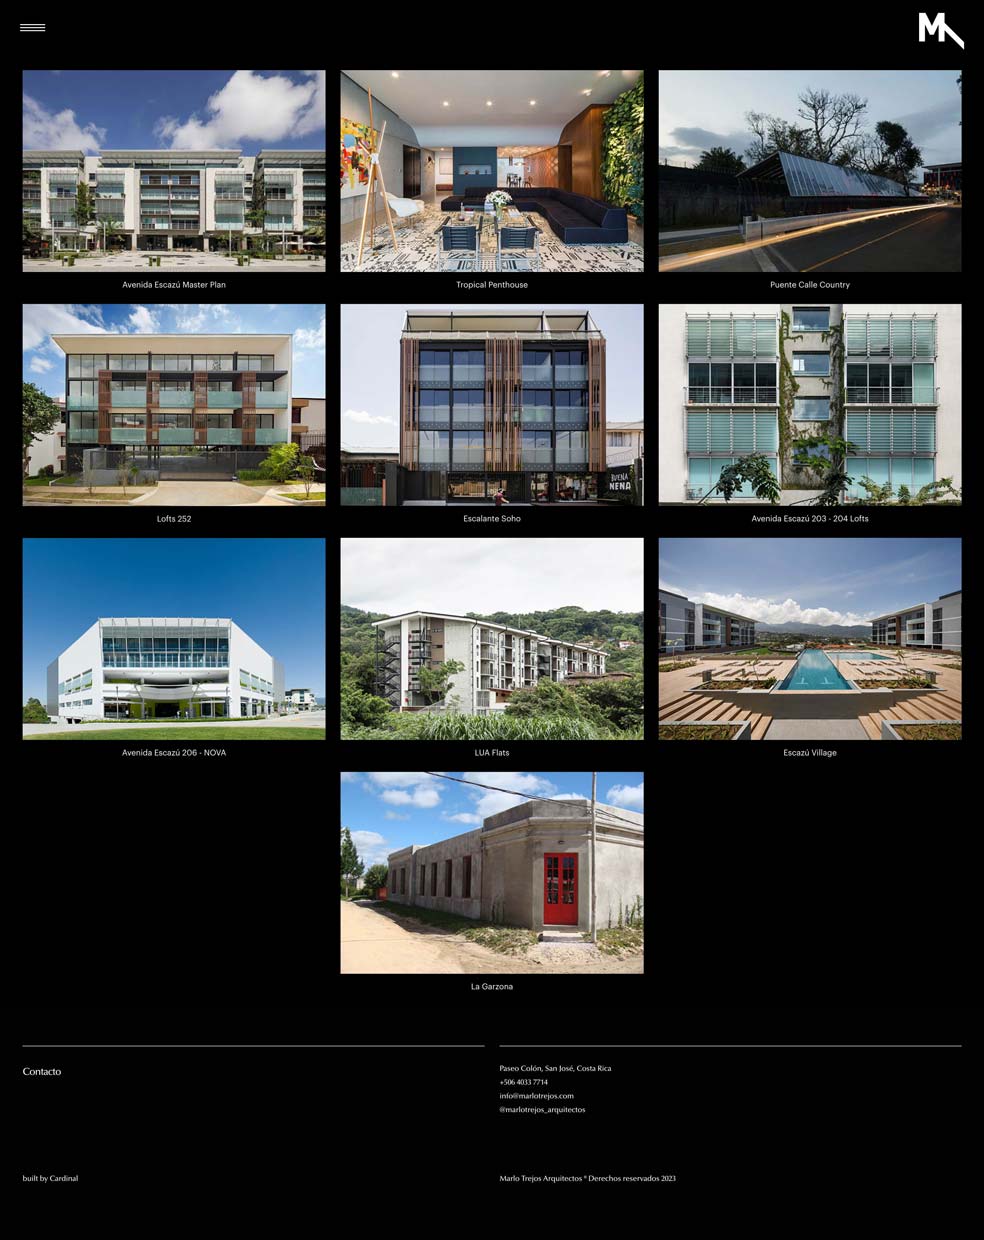 M
Avenida Escazú Master Plan
Tropical Penthouse
Puente Calle Country
BUENA
NENA
Lofts 252
Escalante Soho
Avenida Escazú 203 - 204 Lofts
Avenida Escazú 206 - NOVA
LUA Flats
Escazú Village
La Garzona
Contacto
Paseo Colón, San José, Costa Rica
+506 4033 7714
info@marlotrejos.com
@marlotrejos_arquitectos
built by Cardinal
Marlo Trejos Arquitectos ® Derechos reservados 2023